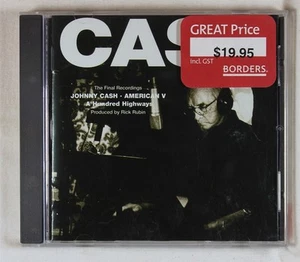 CAS
GREAT Price
$19.95
Incl. GST
BORDERS.
The Final Recordings
JOHNNY CASH - AMERICAN V
A Hundred Highways
Produced by Rick Rubin